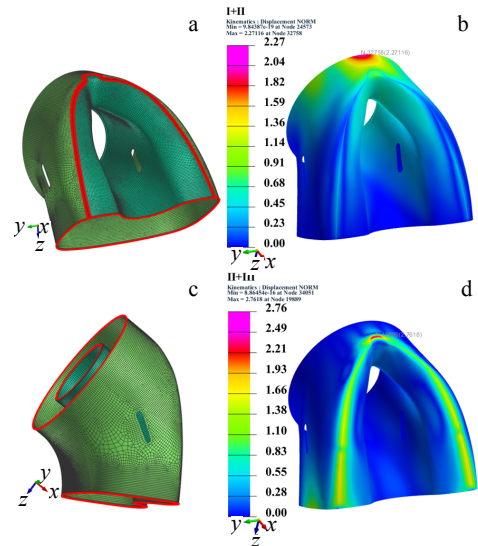 a
I+II
Kinematics : Displacement NORM
Min = 9.84387e-19 at Node 24573
Max = 2.27116 at Node 32758
b
2.27
2.04
1.82
1.59
1.36
1.14
0.91
0.68
0.45
0.23
0.00
N 32758(2.27116)
y x
z
y
z x
c
II+III
Kinematics : Displacement NORM
Min = 8.86454e-16 at Node 34051
Max = 2.7618 at Node 19889
d
2.76
2.49
2.21
1.93
1.66
1.38
1.10
0.83
0.55
0.28
0.00
2.7618)
y
z x
y x
z